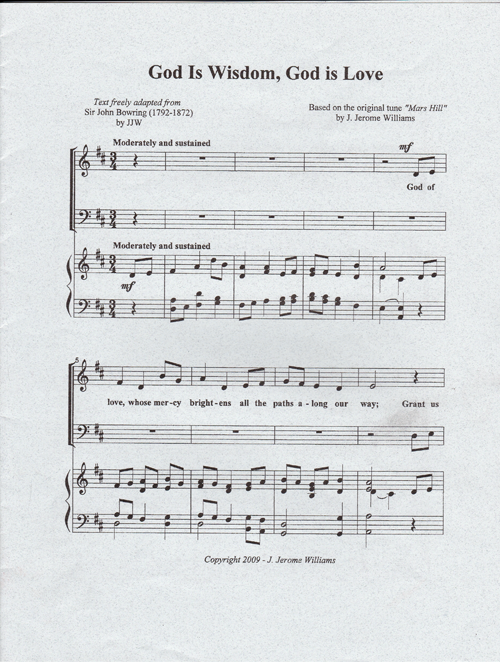 God Is Wisdom, God is Love
Text freely adapted from
Sir John Bowring (1792-1872)
by JJW
Based on the original tune "Mars Hill"
by J. Jerome Williams
Moderately and sustained
mf
God of
Moderately and sustained
mf
5
love, whose mer-cy bright-ens all the paths a-long our way; Grant us
Copyright 2009 - J. Jerome Williams